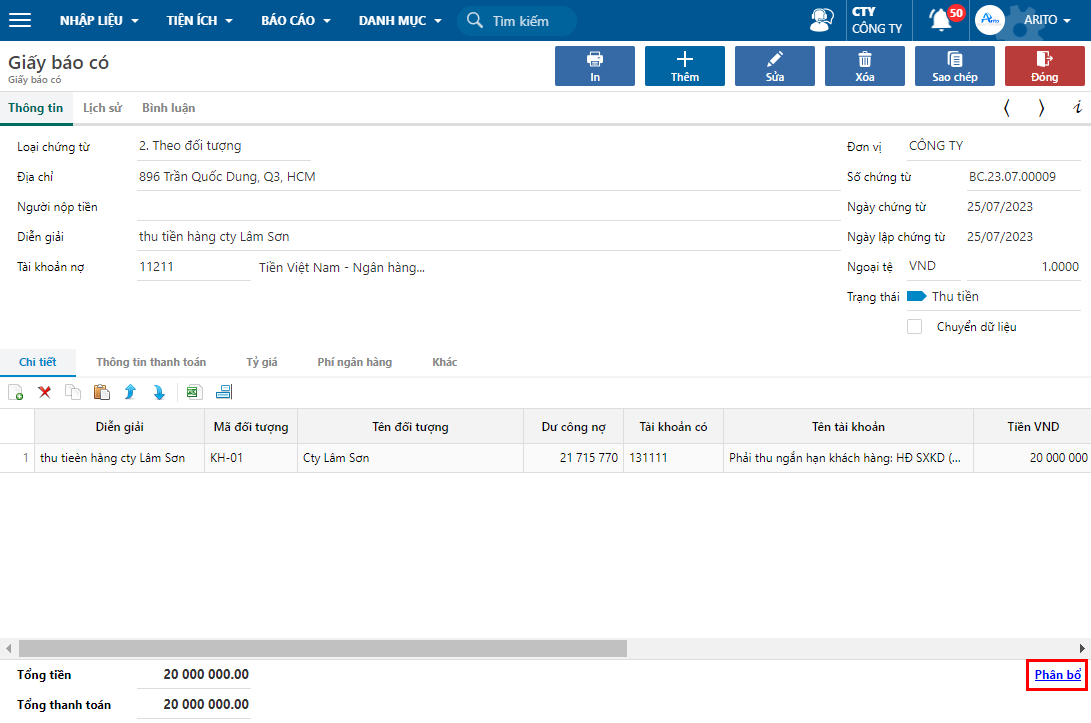 NHẬP LIỆU TIỆN ÍCH BÁO CÁO DANH MỤC Tìm kiếm CTY CÔNG TY 50 Arito ARITO
Giấy báo có
Giấy báo có
In Thêm Sửa Xóa Sao chép Đóng
Thông tin Lịch sử Bình luận i
Loại chứng từ 2. Theo đối tượng Đơn vị CÔNG TY
Địa chỉ 896 Trần Quốc Dung, Q3, HCM Số chứng từ BC.23.07.00009
Người nộp tiền Ngày chứng từ 25/07/2023
Diễn giải thu tiền hàng cty Lâm Sơn Ngày lập chứng từ 25/07/2023
Tài khoản nợ 11211 Tiền Việt Nam - Ngân hàng... Ngoại tệ VND 1.0000
Trạng thái Thu tiền
Chuyển dữ liệu
Chi tiết Thông tin thanh toán Tỷ giá Phí ngân hàng Khác
Diễn giải Mã đối tượng Tên đối tượng Dư công nợ Tài khoản có Tên tài khoản Tiền VND
1 thu tieèn hàng cty Lâm Sơn KH-01 Cty Lâm Sơn 21 715 770 131111 Phải thu ngắn hạn khách hàng: HĐ SXKD (... 20 000 000
Tổng tiền 20 000 000.00 Phân bổ
Tổng thanh toán 20 000 000.00